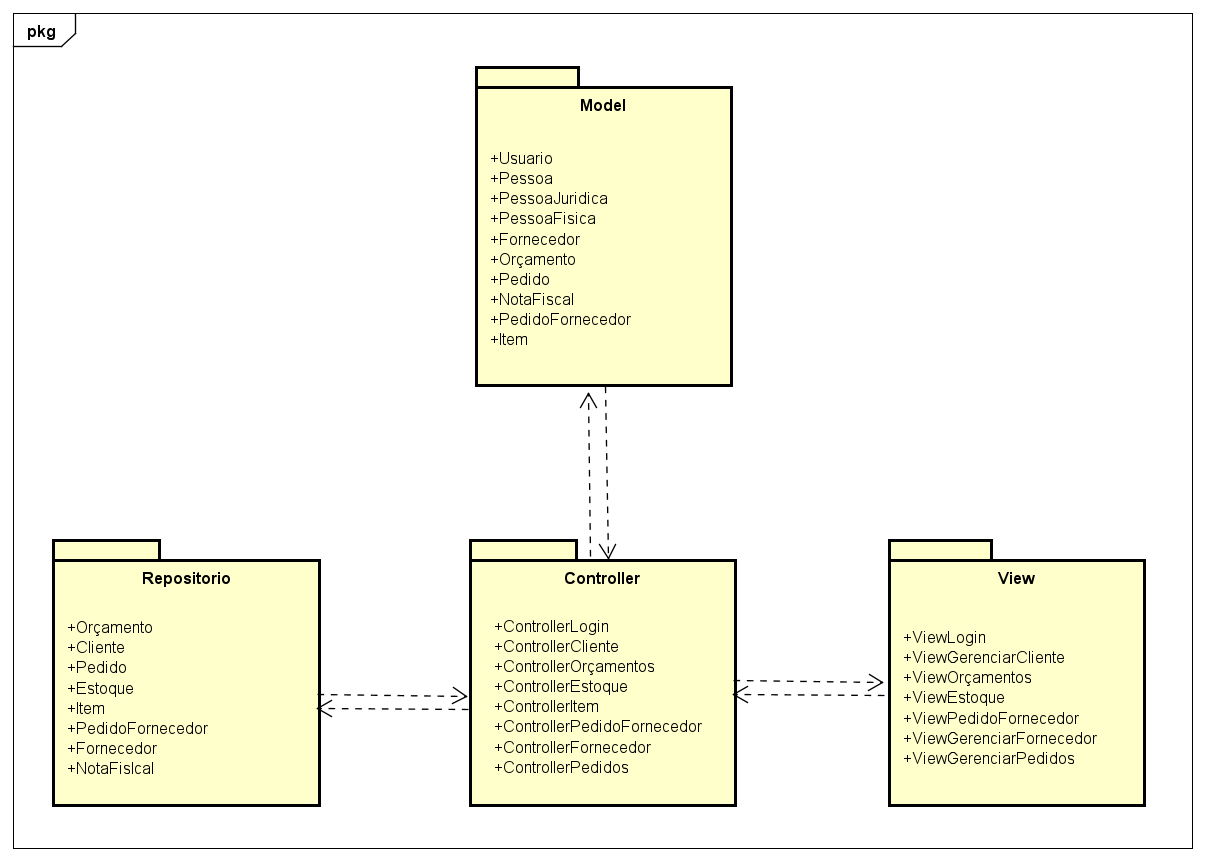 pkg
Model
+Usuario
+Pessoa
+PessoaJuridica
+PessoaFisica
+Fornecedor
+Orçamento
+Pedido
+NotaFiscal
+PedidoFornecedor
+Item
Repositorio
+Orçamento
+Cliente
+Pedido
+Estoque
+Item
+PedidoFornecedor
+Fornecedor
+NotaFisIcal
Controller
+ControllerLogin
+ControllerCliente
+ControllerOrçamentos
+ControllerEstoque
+ControllerItem
+ControllerPedidoFornecedor
+ControllerFornecedor
+ControllerPedidos
View
+ViewLogin
+ViewGerenciarCliente
+ViewOrçamentos
+ViewEstoque
+ViewPedidoFornecedor
+ViewGerenciarFornecedor
+ViewGerenciarPedidos